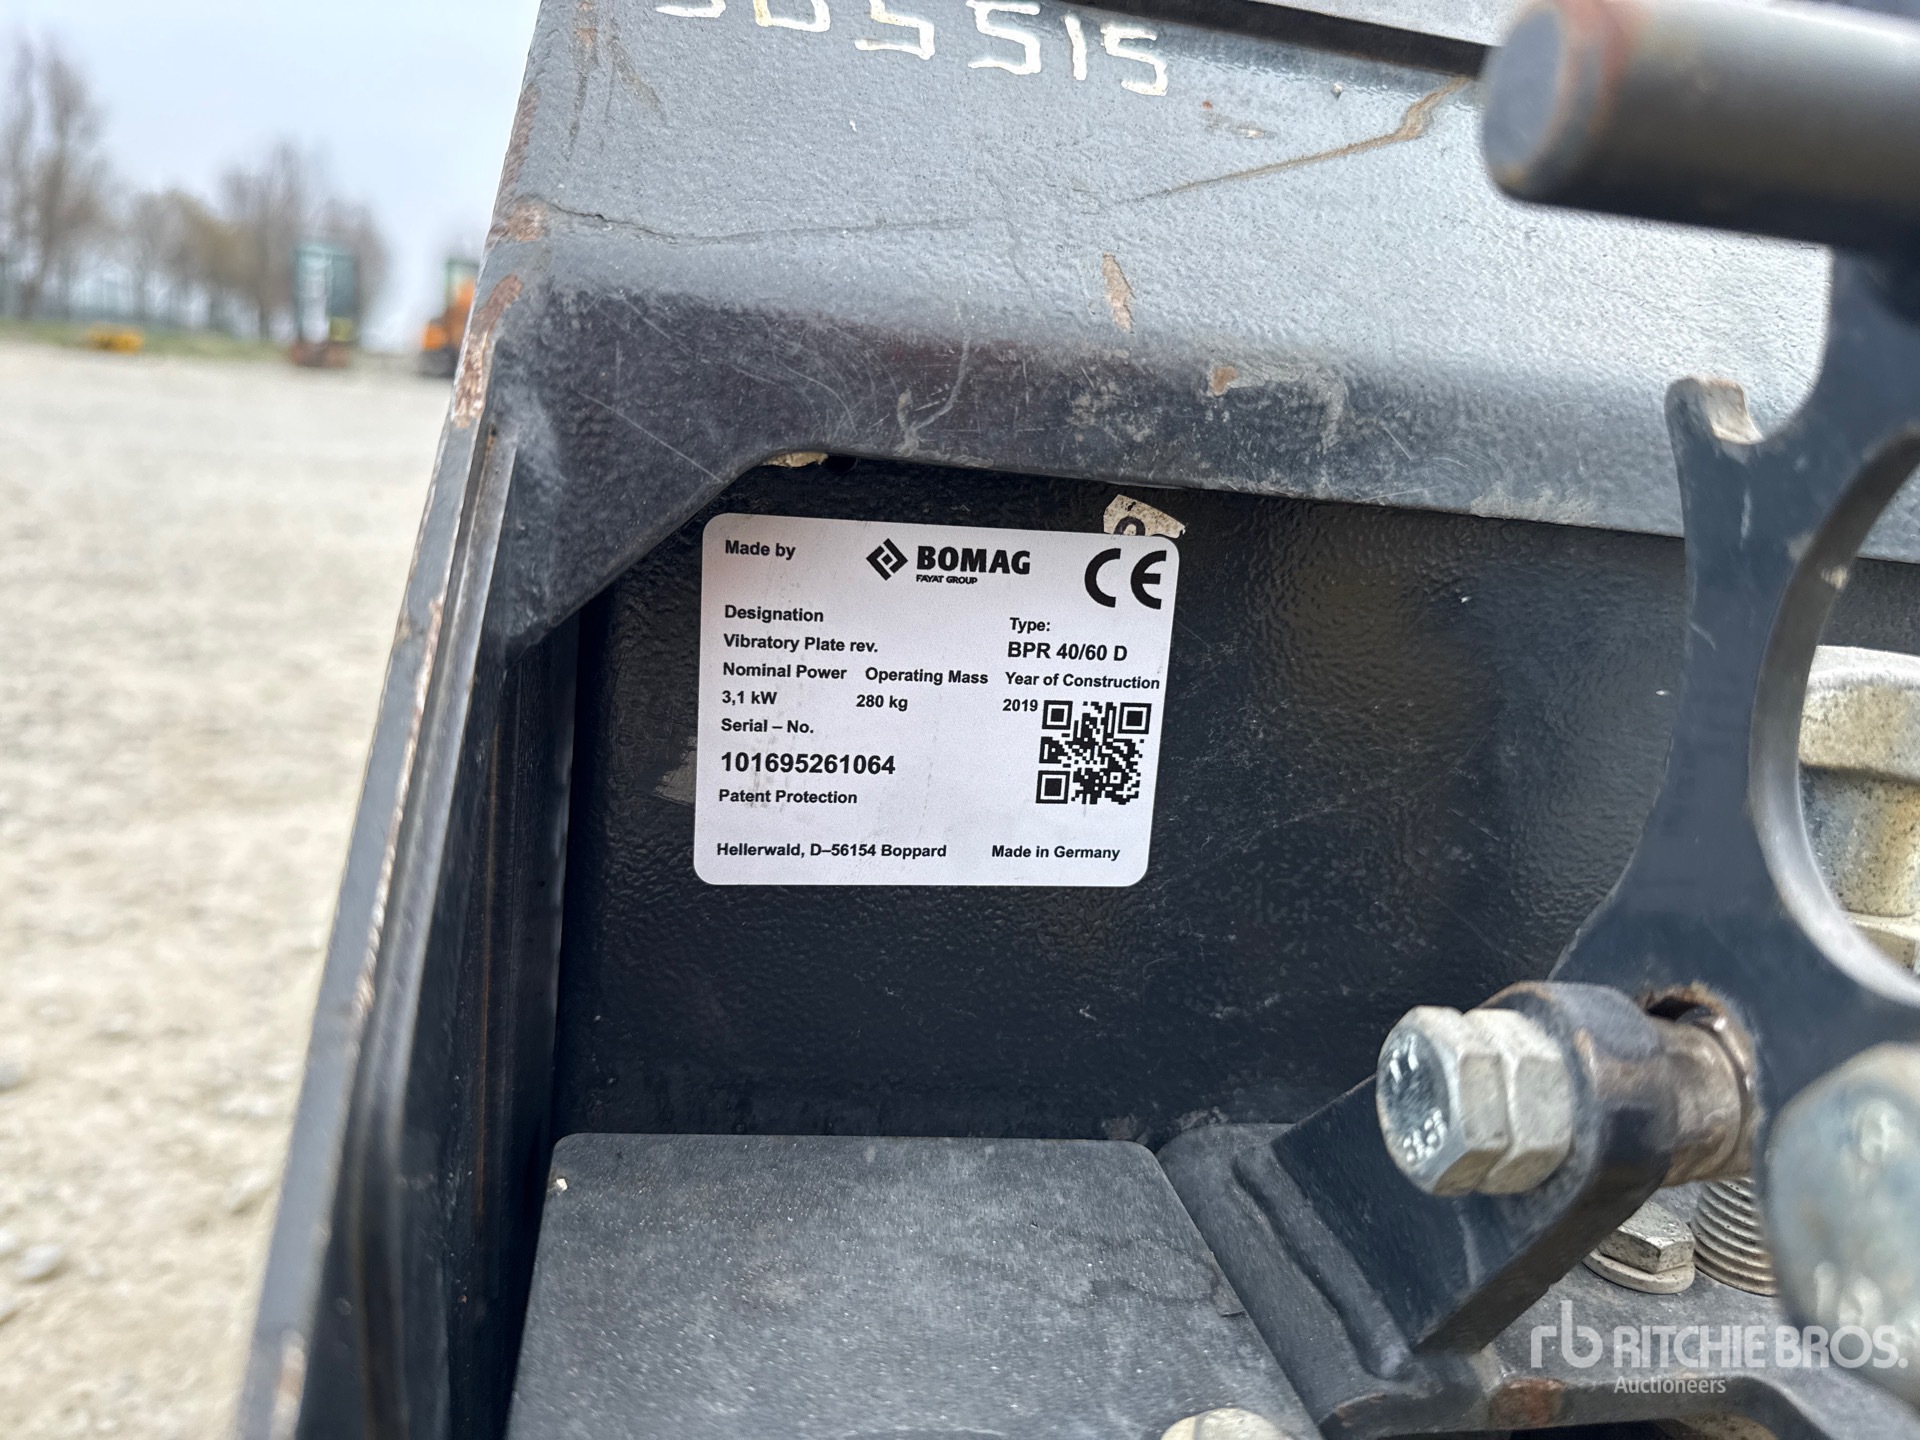 Made by BOMAG CE
FAYAT GROUP
Designation Type:
Vibratory Plate rev. BPR 40/60 D
Nominal Power Operating Mass Year of Construction
3,1 kW 280 kg 2019
Serial – No.
101695261064
Patent Protection
Hellerwald, D–56154 Boppard Made in Germany
rb RITCHIE BROS.
Auctioneers